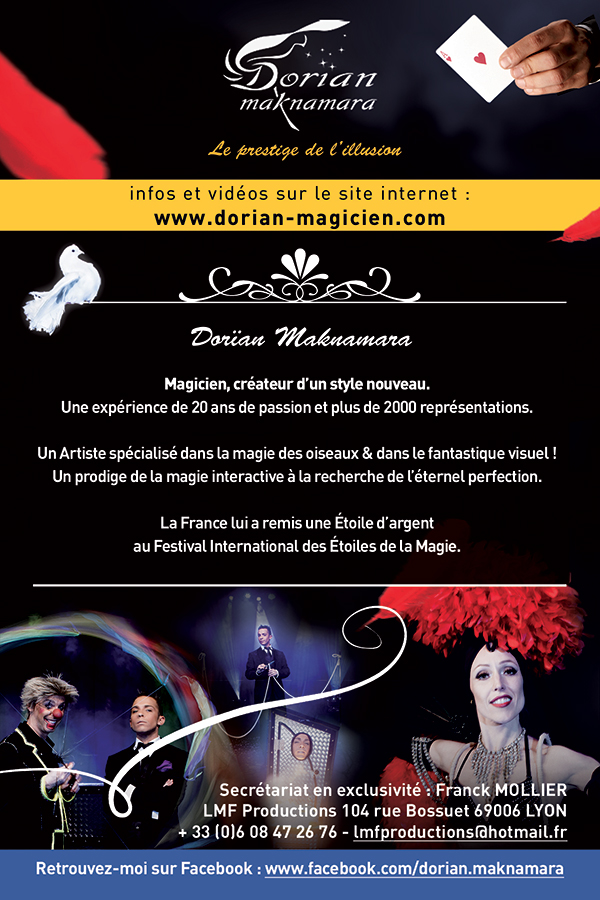 Dorian
maknamara
Le prestige de l'illusion
infos et vidéos sur le site internet :
www.dorian-magicien.com
Dorïan Maknamara
Magicien, créateur d'un style nouveau.
Une expérience de 20 ans de passion et plus de 2000 représentations.
Un Artiste spécialisé dans la magie des oiseaux & dans le fantastique visuel !
Un prodige de la magie interactive à la recherche de l'éternel perfection.
La France lui a remis une Étoile d'argent
au Festival International des Étoiles de la Magie.
Secrétariat en exclusivité : Franck MOLLIER
LMF Productions 104 rue Bossuet 69006 LYON
+ 33 (0)6 08 47 26 76 - lmfproductions@hotmail.fr
Retrouvez-moi sur Facebook : www.facebook.com/dorian.maknamara